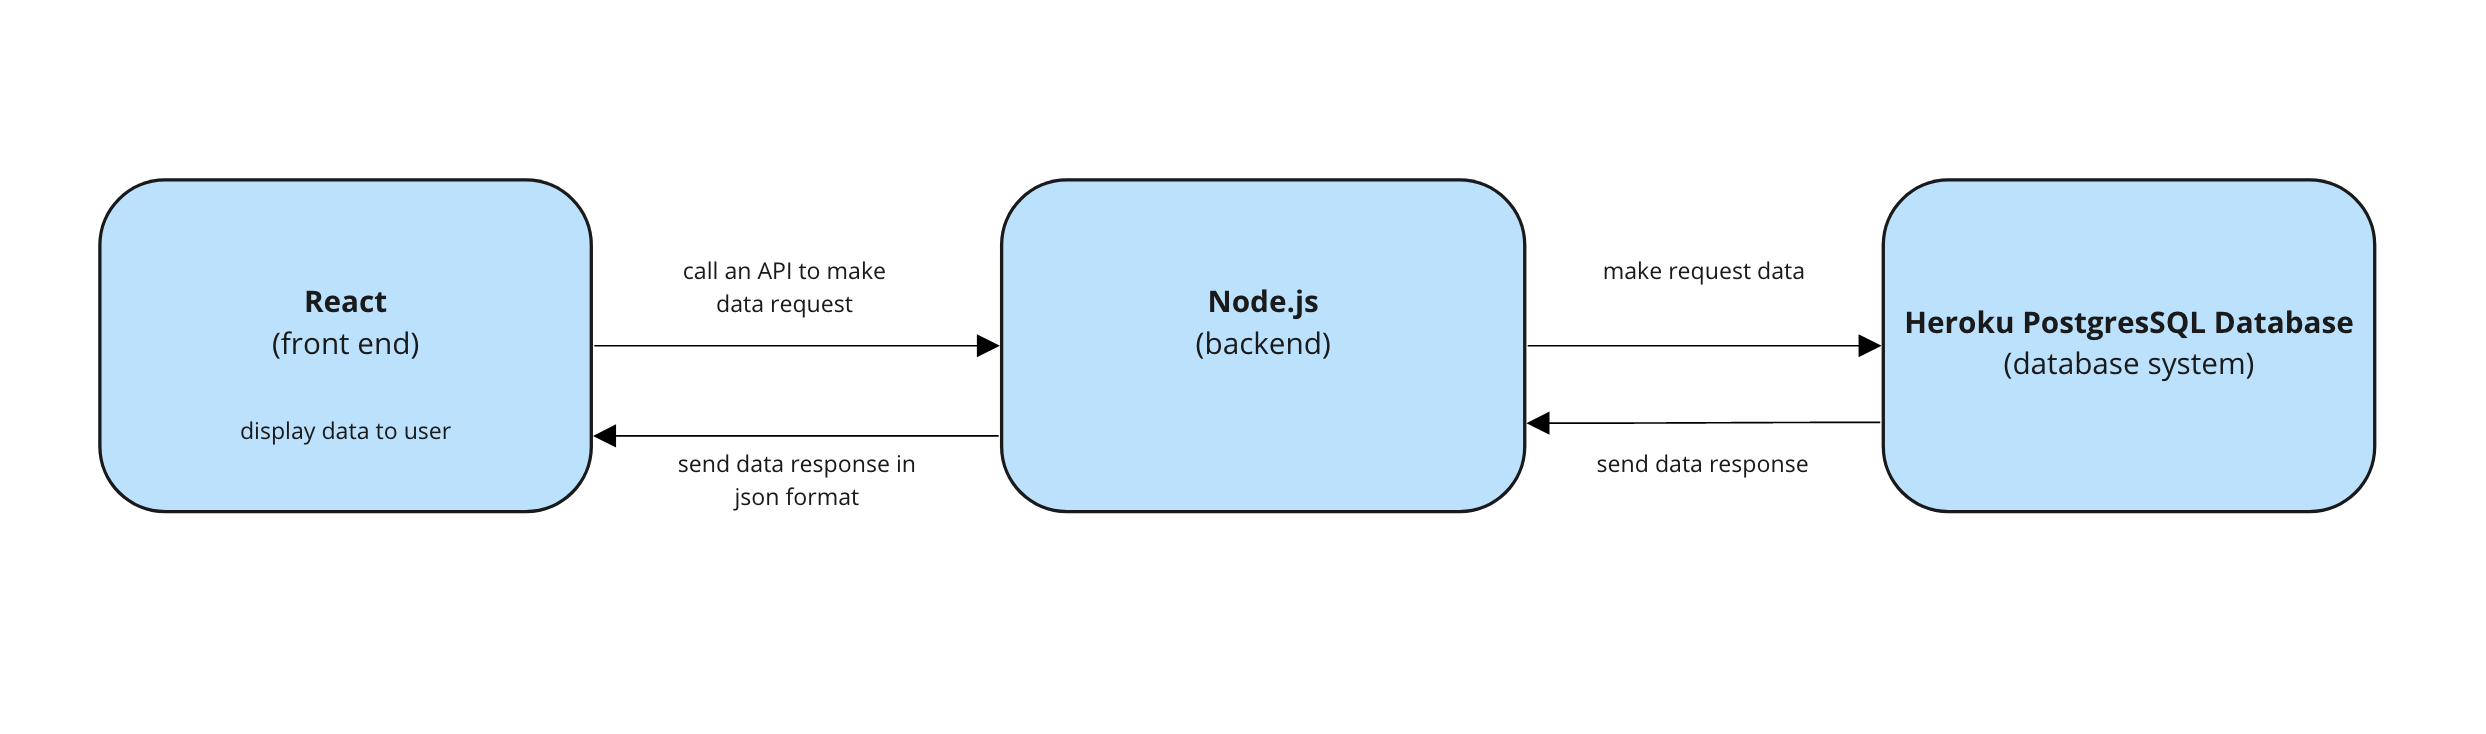 React
(front end)
display data to user
call an API to make
data request
send data response in
json format
Node.js
(backend)
make request data
send data response
Heroku PostgresSQL Database
(database system)